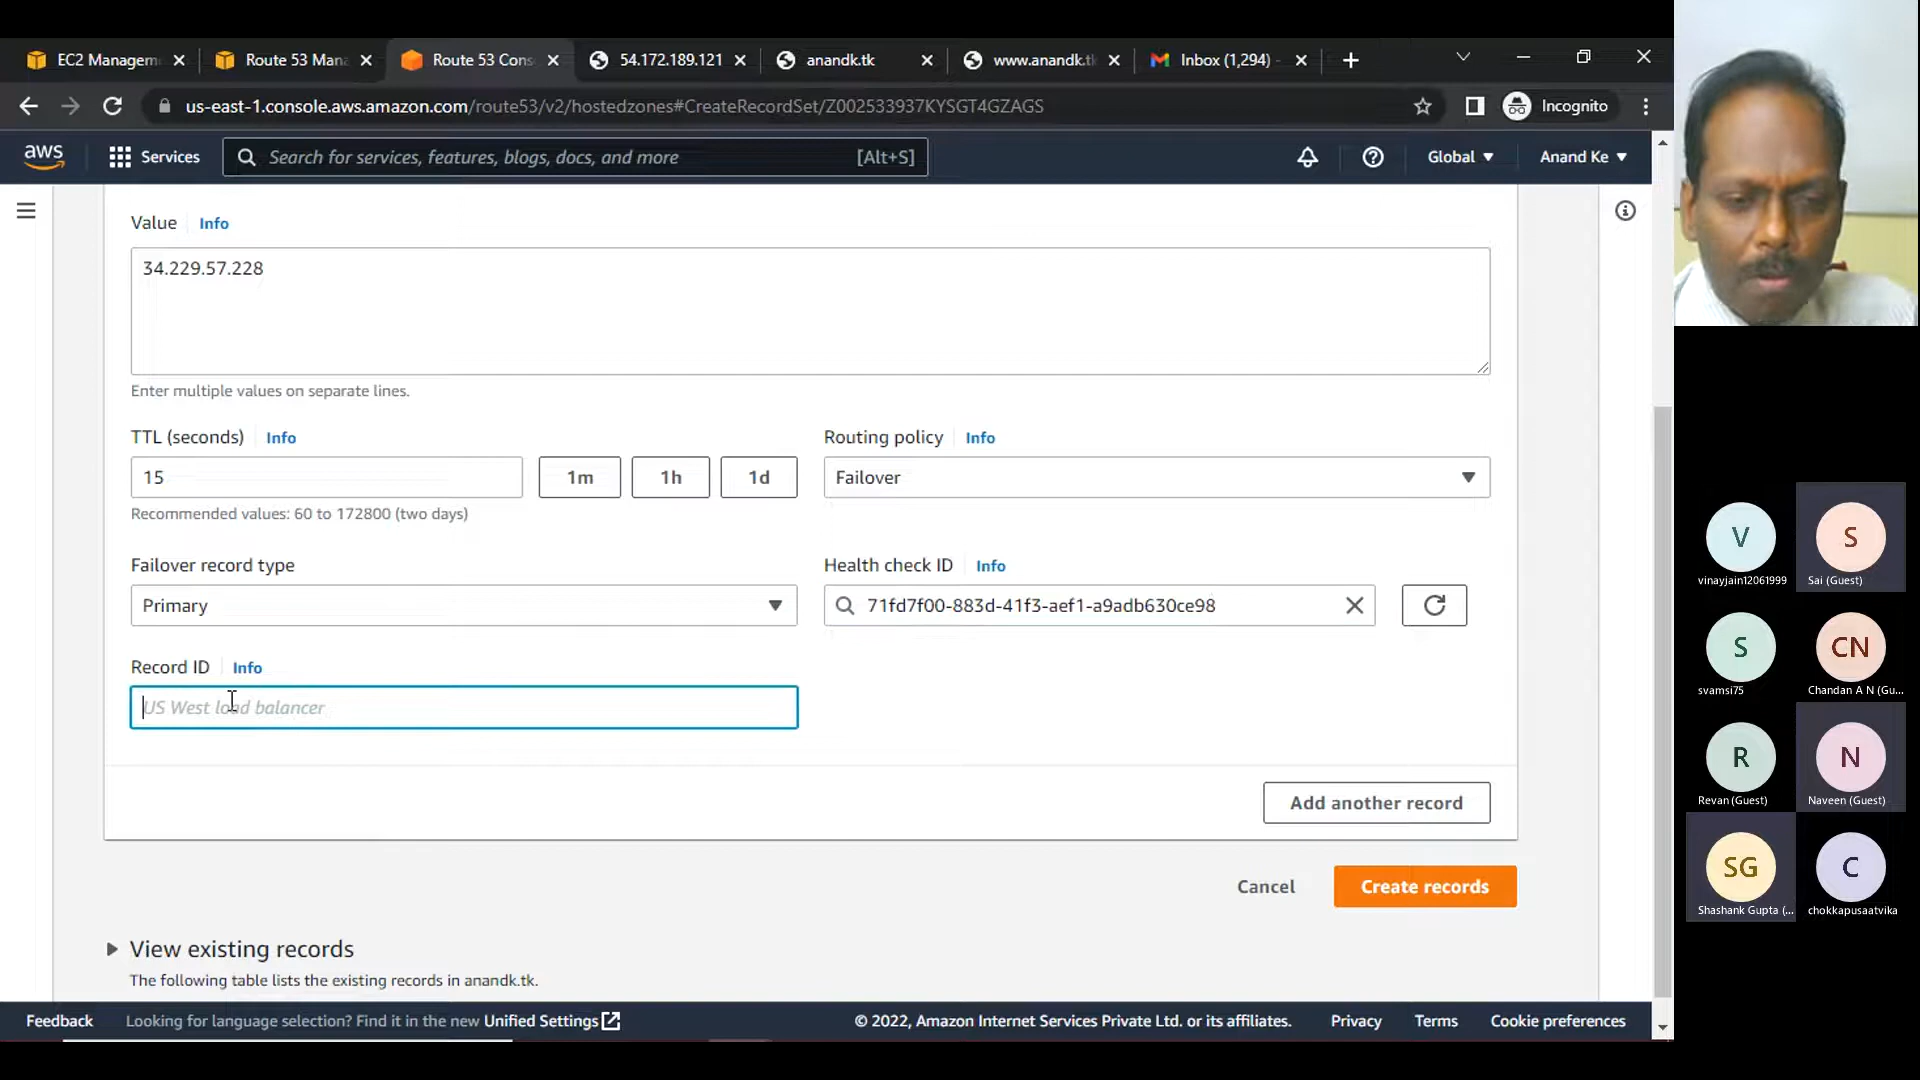 EC2 Managem
Route 53 Man
Route 53 Cons
54.172.189.121
anandk.tk
www.anandk.tk
Inbox (1,294) -
us-east-1.console.aws.amazon.com/route53/v2/hostedzones#CreateRecordSet/Z002533937KYSGT4GZAGS
Incognito
aws
Services
Search for services, features, blogs, docs, and more
[Alt+S]
Global
Anand Ke
Value Info
34.229.57.228
Enter multiple values on separate lines.
TTL (seconds) Info
Routing policy Info
15
1m
1h
1d
Failover
Recommended values: 60 to 172800 (two days)
Failover record type
Health check ID Info
Primary
71fd7f00-883d-41f3-aef1-a9adb630ce98
Record ID Info
US West load balancer
Add another record
Cancel
Create records
View existing records
The following table lists the existing records in anandk.tk.
Feedback
Looking for language selection? Find it in the new Unified Settings
© 2022, Amazon Internet Services Private Ltd. or its affiliates.
Privacy
Terms
Cookie preferences
V
vinayjain12061999
S
Sai (Guest)
S
svamsi75
CN
Chandan A N (Gu...
R
Revan (Guest)
N
Naveen (Guest)
SG
Shashank Gupta (...
C
chokkapusaatvika